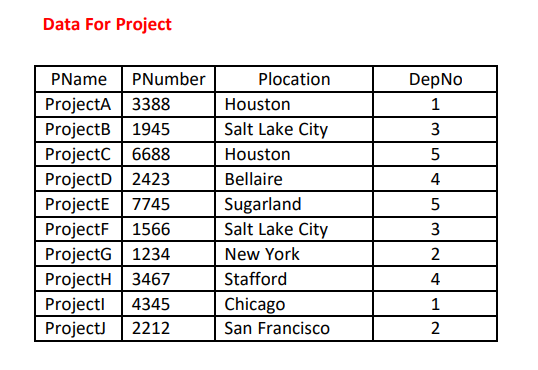 Data For Project
PName PNumber Plocation DepNo
ProjectA 3388 Houston 1
ProjectB 1945 Salt Lake City 3
ProjectC 6688 Houston 5
ProjectD 2423 Bellaire 4
ProjectE 7745 Sugarland 5
ProjectF 1566 Salt Lake City 3
ProjectG 1234 New York 2
ProjectH 3467 Stafford 4
ProjectI 4345 Chicago 1
ProjectJ 2212 San Francisco 2